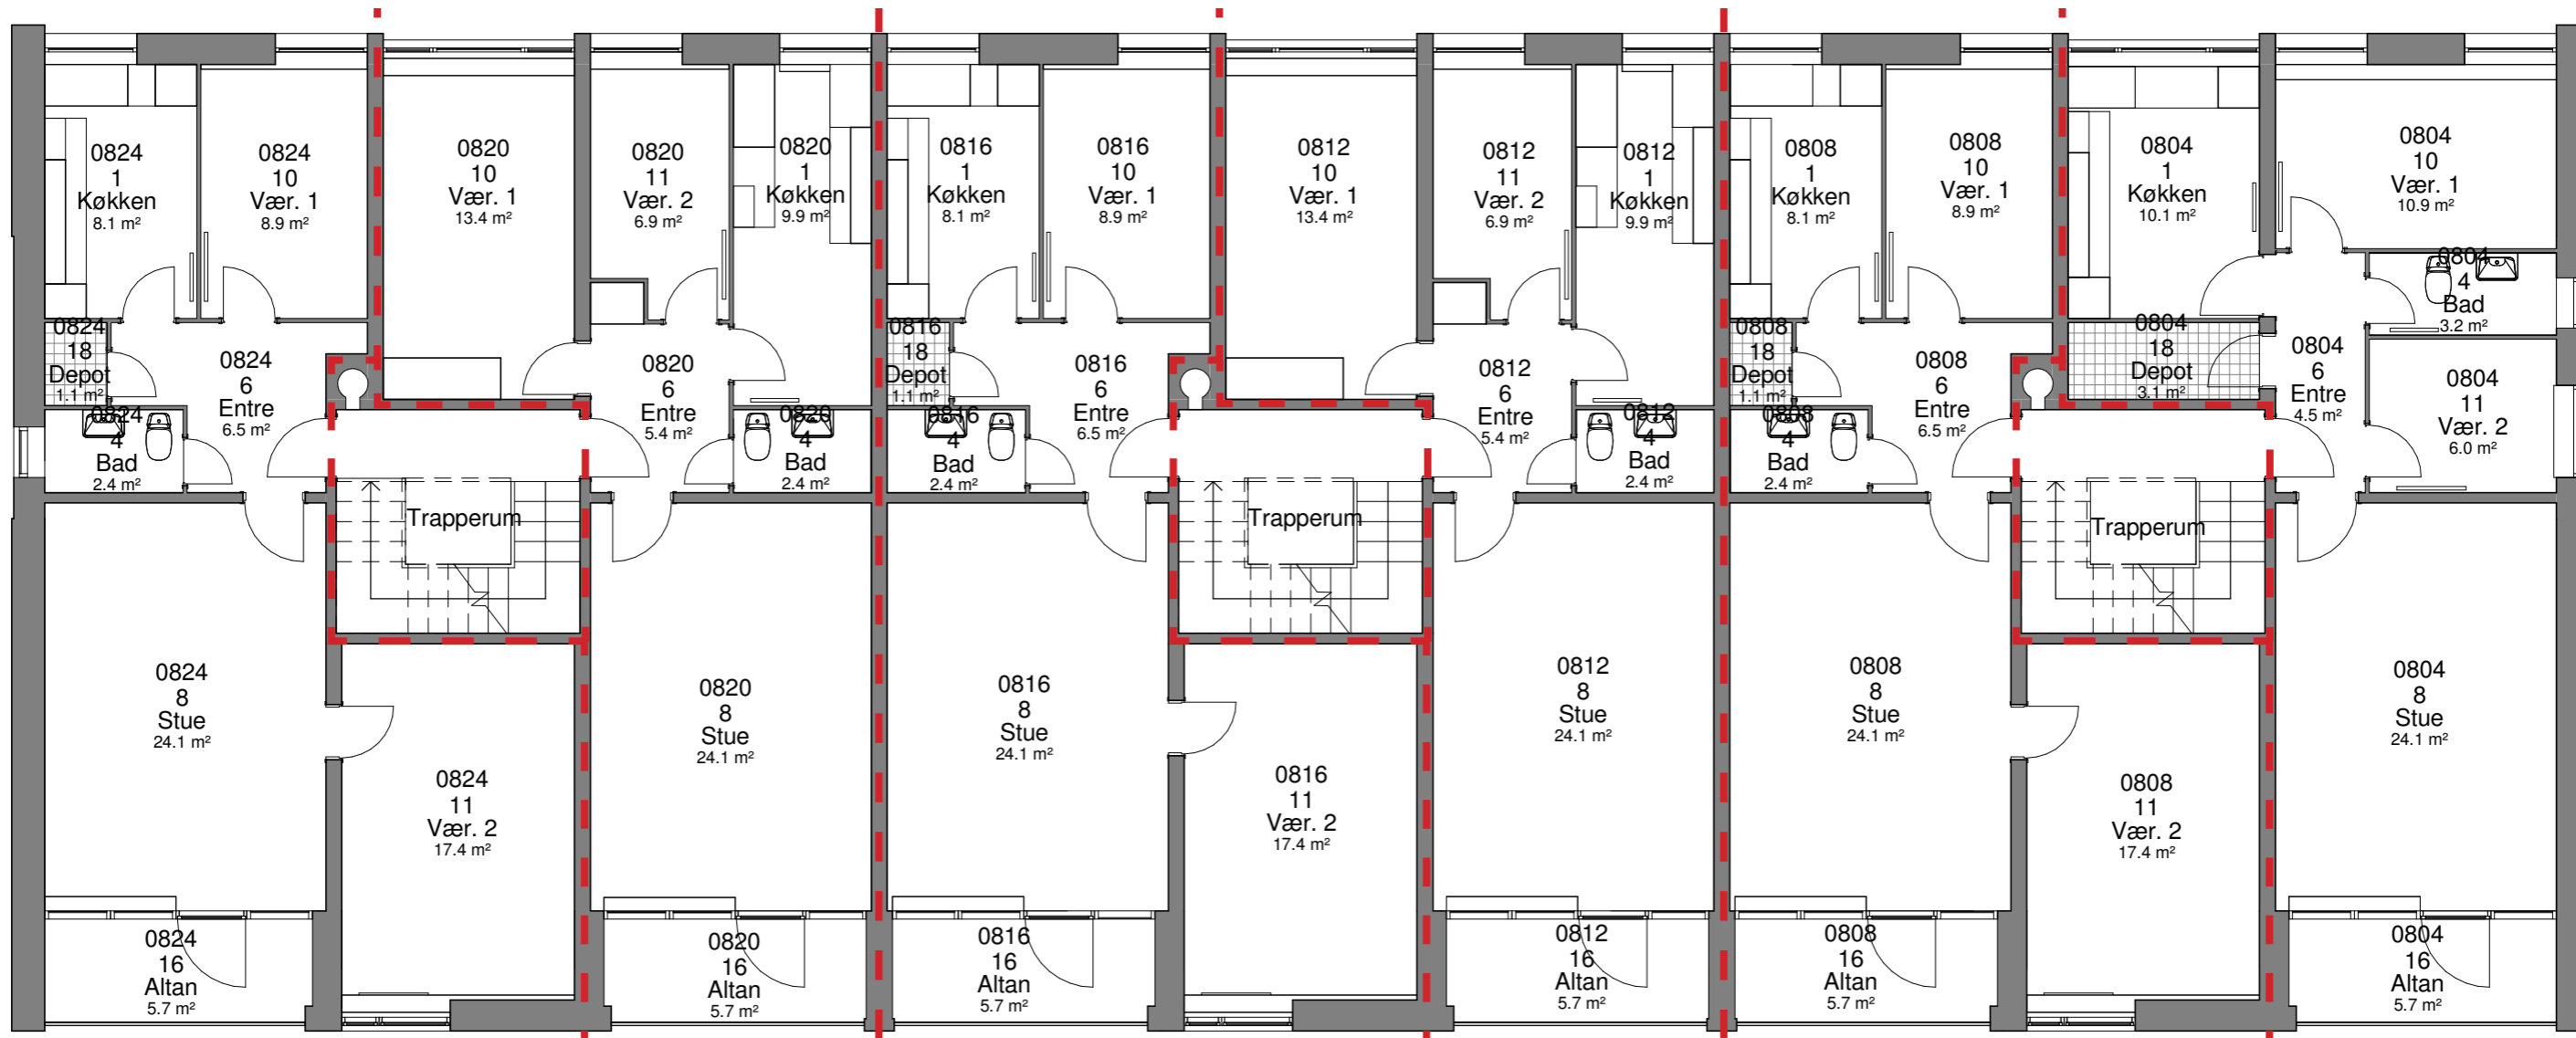 0824
1
Køkken
8.1 m²
0824
10
Vær. 1
8.9 m²
0820
10
Vær. 1
13.4 m²
0820
11
Vær. 2
6.9 m²
0820
1
Køkken
9.9 m²
0816
1
Køkken
8.1 m²
0816
10
Vær. 1
8.9 m²
0812
10
Vær. 1
13.4 m²
0812
11
Vær. 2
6.9 m²
0812
1
Køkken
9.9 m²
0808
1
Køkken
8.1 m²
0808
10
Vær. 1
8.9 m²
0804
1
Køkken
10.1 m²
0804
10
Vær. 1
10.9 m²
0804
4
Bad
3.2 m²
0824
18
Depot
1.1 m²
0824
6
Entre
6.5 m²
0820
6
Entre
5.4 m²
0816
18
Depot
1.1 m²
0816
6
Entre
6.5 m²
0812
6
Entre
5.4 m²
0808
18
Depot
1.1 m²
0808
6
Entre
6.5 m²
0804
18
Depot
3.1 m²
0804
6
Entre
4.5 m²
0804
11
Vær. 2
6.0 m²
0824
4
Bad
2.4 m²
0820
4
Bad
2.4 m²
0816
4
Bad
2.4 m²
0812
4
Bad
2.4 m²
0808
4
Bad
2.4 m²
Trapperum
Trapperum
Trapperum
0824
8
Stue
24.1 m²
0820
8
Stue
24.1 m²
0816
8
Stue
24.1 m²
0812
8
Stue
24.1 m²
0808
8
Stue
24.1 m²
0804
8
Stue
24.1 m²
0824
11
Vær. 2
17.4 m²
0816
11
Vær. 2
17.4 m²
0808
11
Vær. 2
17.4 m²
0824
16
Altan
5.7 m²
0820
16
Altan
5.7 m²
0816
16
Altan
5.7 m²
0812
16
Altan
5.7 m²
0808
16
Altan
5.7 m²
0804
16
Altan
5.7 m²